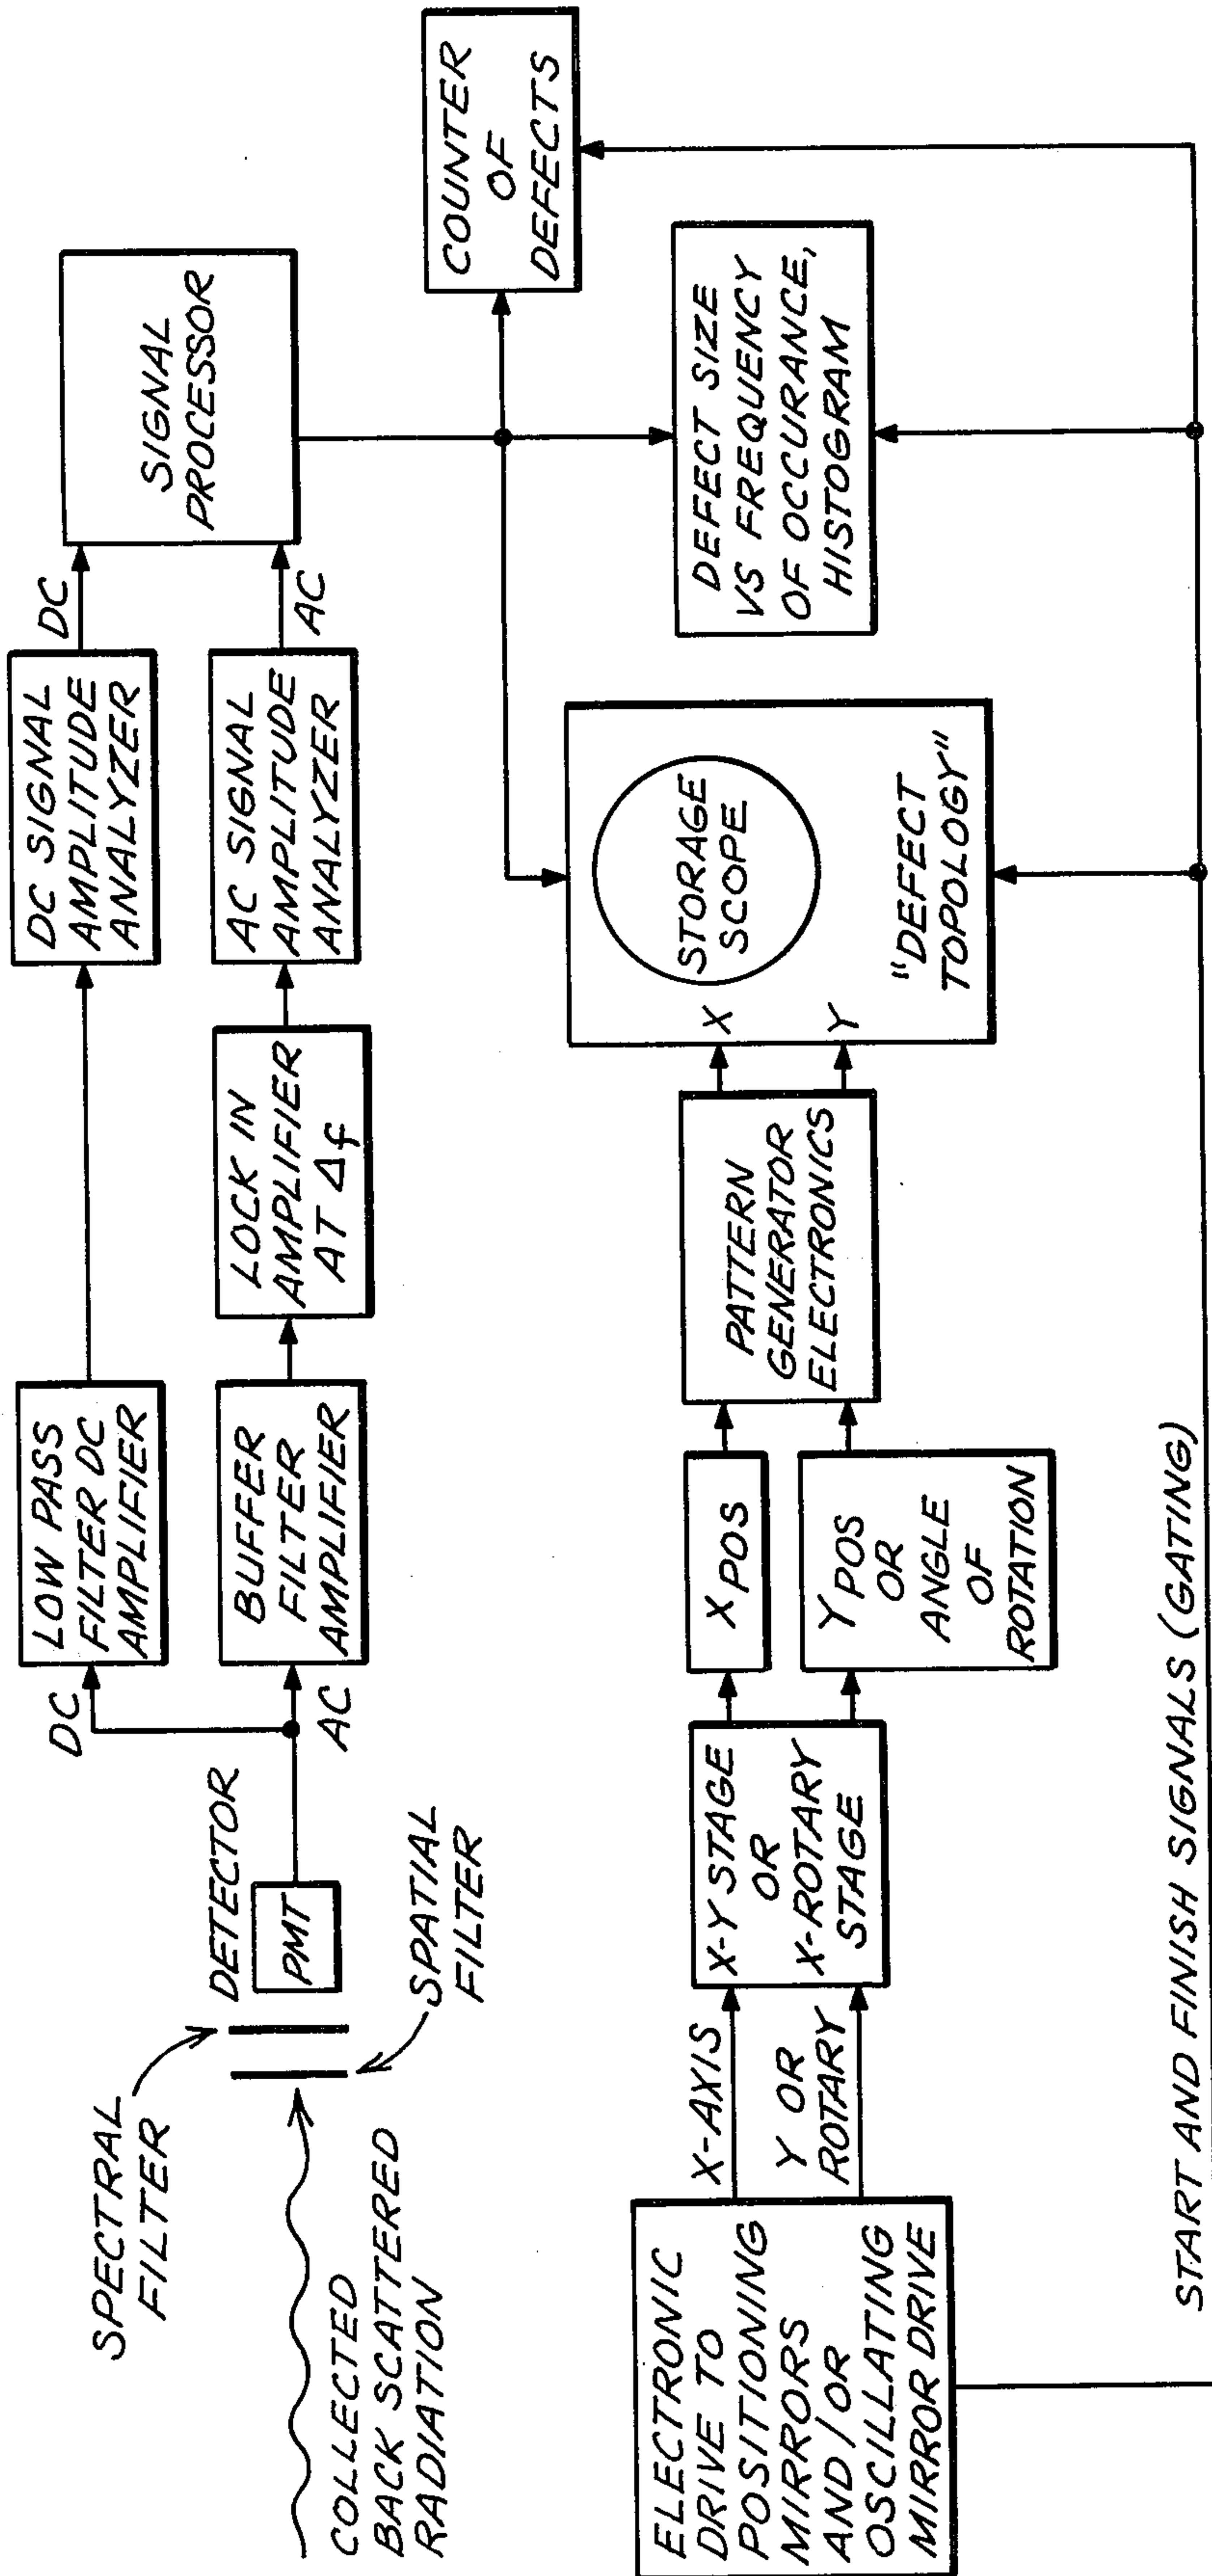 SPECTRAL
FILTER
DETECTOR
PMT
SPATIAL
FILTER
COLLECTED
BACK SCATTERED
RADIATION
DC
AC
LOW PASS
FILTER DC
AMPLIFIER
BUFFER
FILTER
AMPLIFIER
LOCK IN
AMPLIFIER
AT Δf
DC SIGNAL
AMPLITUDE
ANALYZER
AC SIGNAL
AMPLITUDE
ANALYZER
DC
AC
SIGNAL
PROCESSOR
COUNTER
OF
DEFECTS
ELECTRONIC
DRIVE TO
POSITIONING
MIRRORS
AND/OR
OSCILLATING
MIRROR DRIVE
X-AXIS
Y OR
ROTARY
X-Y STAGE
OR
X-ROTARY
STAGE
XPOS
YPOS
OR
ANGLE
OF
ROTATION
PATTERN
GENERATOR
ELECTRONICS
X
Y
STORAGE
SCOPE
"DEFECT
TOPOLOGY"
DEFECT SIZE
VS FREQUENCY
OF OCCURANCE,
HISTOGRAM
START AND FINISH SIGNALS (GATING)